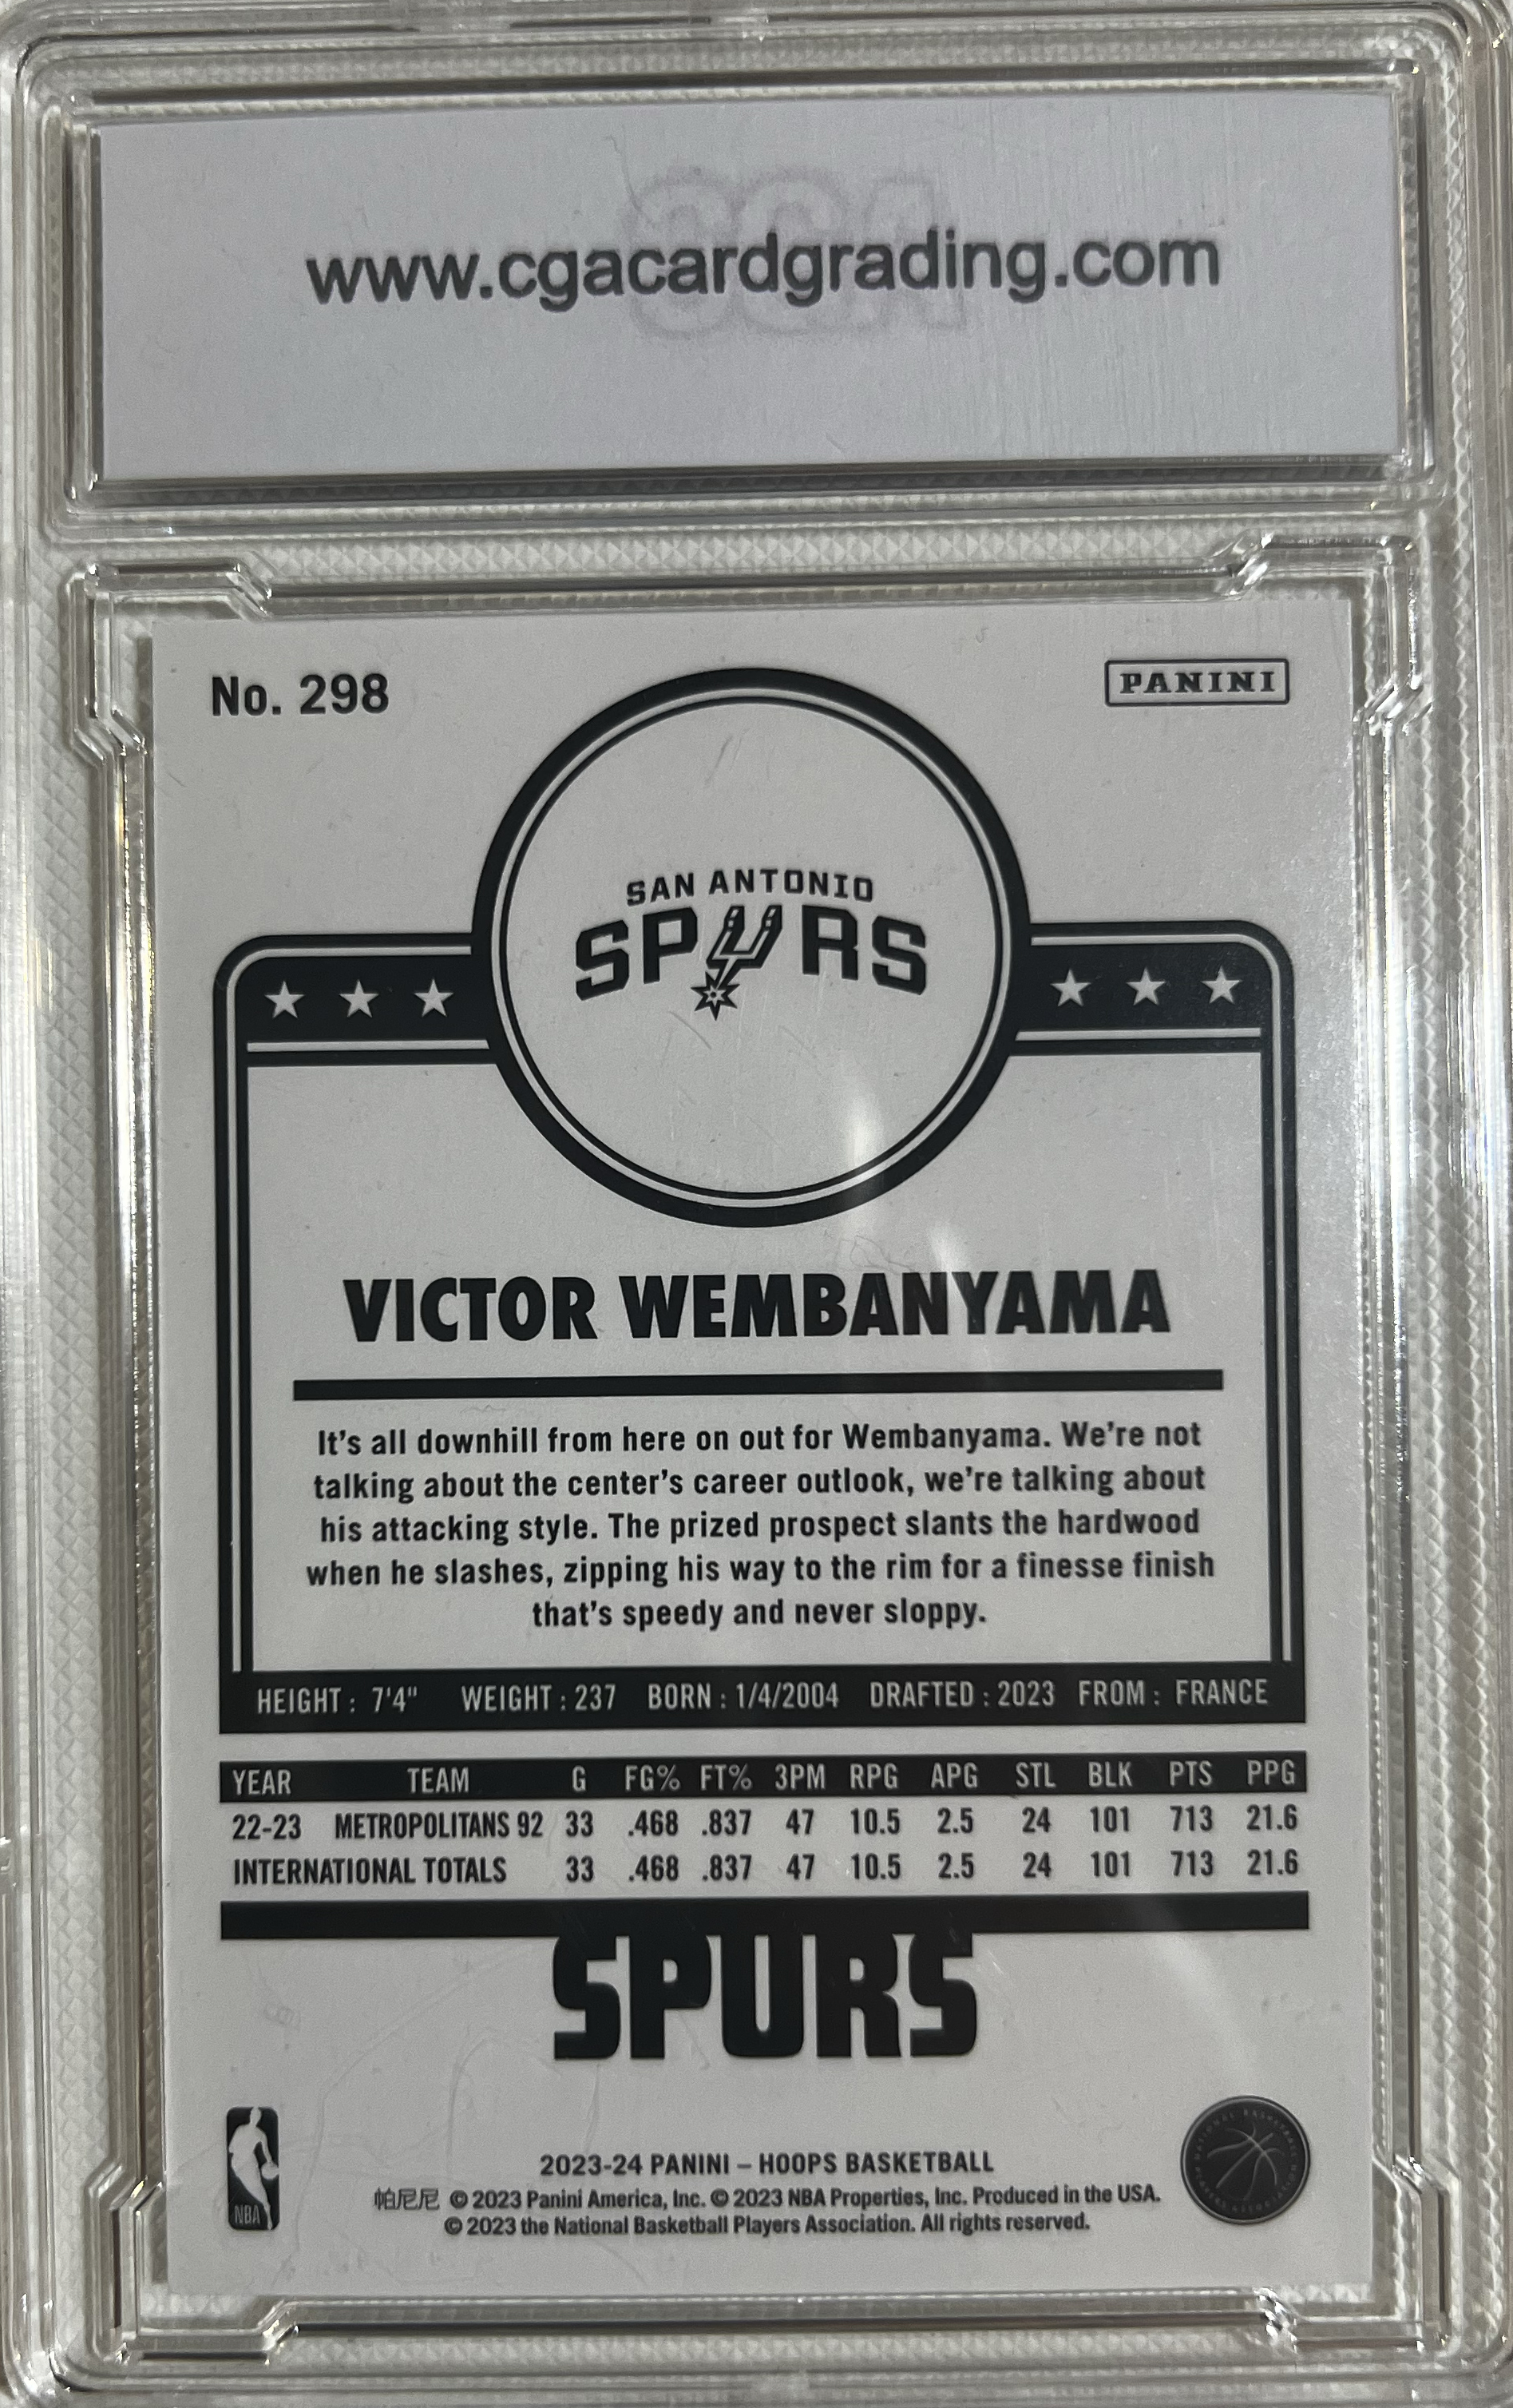 www.cgacardgrading.com
No. 298
PANINI
SAN ANTONIO
SPURS
VICTOR WEMBANYAMA
It's all downhill from here on out for Wembanyama. We're not
talking about the center's career outlook, we're talking about
his attacking style. The prized prospect slants the hardwood
when he slashes, zipping his way to the rim for a finesse finish
that's speedy and never sloppy.
HEIGHT : 7'4" WEIGHT : 237 BORN : 1/4/2004 DRAFTED : 2023 FROM : FRANCE
YEAR TEAM G FG% FT% 3PM RPG APG STL BLK PTS PPG
22-23 METROPOLITANS 92 33 .468 .837 47 10.5 2.5 24 101 713 21.6
INTERNATIONAL TOTALS 33 .468 .837 47 10.5 2.5 24 101 713 21.6
SPURS
NBA
2023-24 PANINI – HOOPS BASKETBALL
帕尼尼 © 2023 Panini America, Inc. © 2023 NBA Properties, Inc. Produced in the USA.
© 2023 the National Basketball Players Association. All rights reserved.